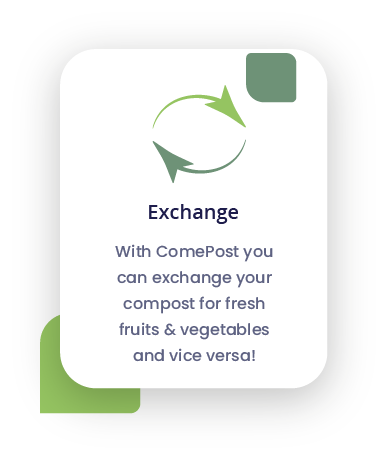 Exchange
With ComePost you
can exchange your
compost for fresh
fruits & vegetables
and vice versa!